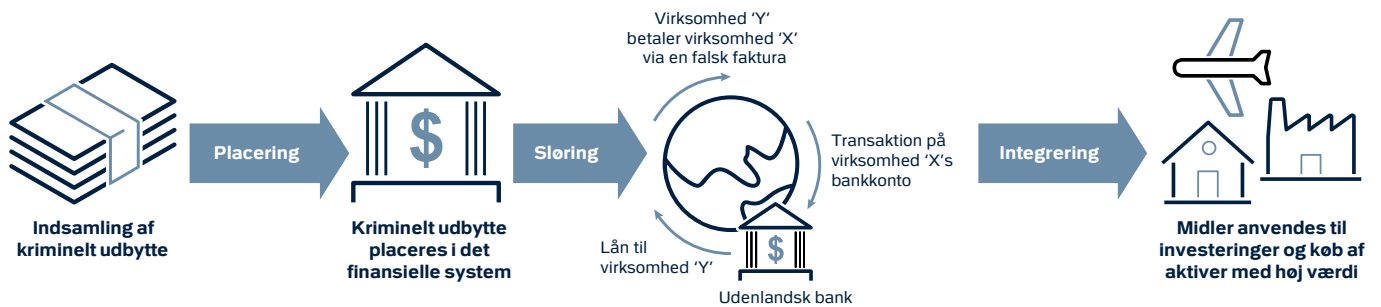 Indsamling af
kriminelt udbytte
Placering
$
Kriminelt udbytte
placeres i det
finansielle system
Sløring
Virksomhed ‘Y’
betaler virksomhed ‘X’
via en falsk faktura
Transaktion på
virksomhed ‘X’s
bankkonto
$
Udenlandsk bank
Lån til
virksomhed ‘Y’
Integrering
Midler anvendes til
investeringer og køb af
aktiver med høj værdi